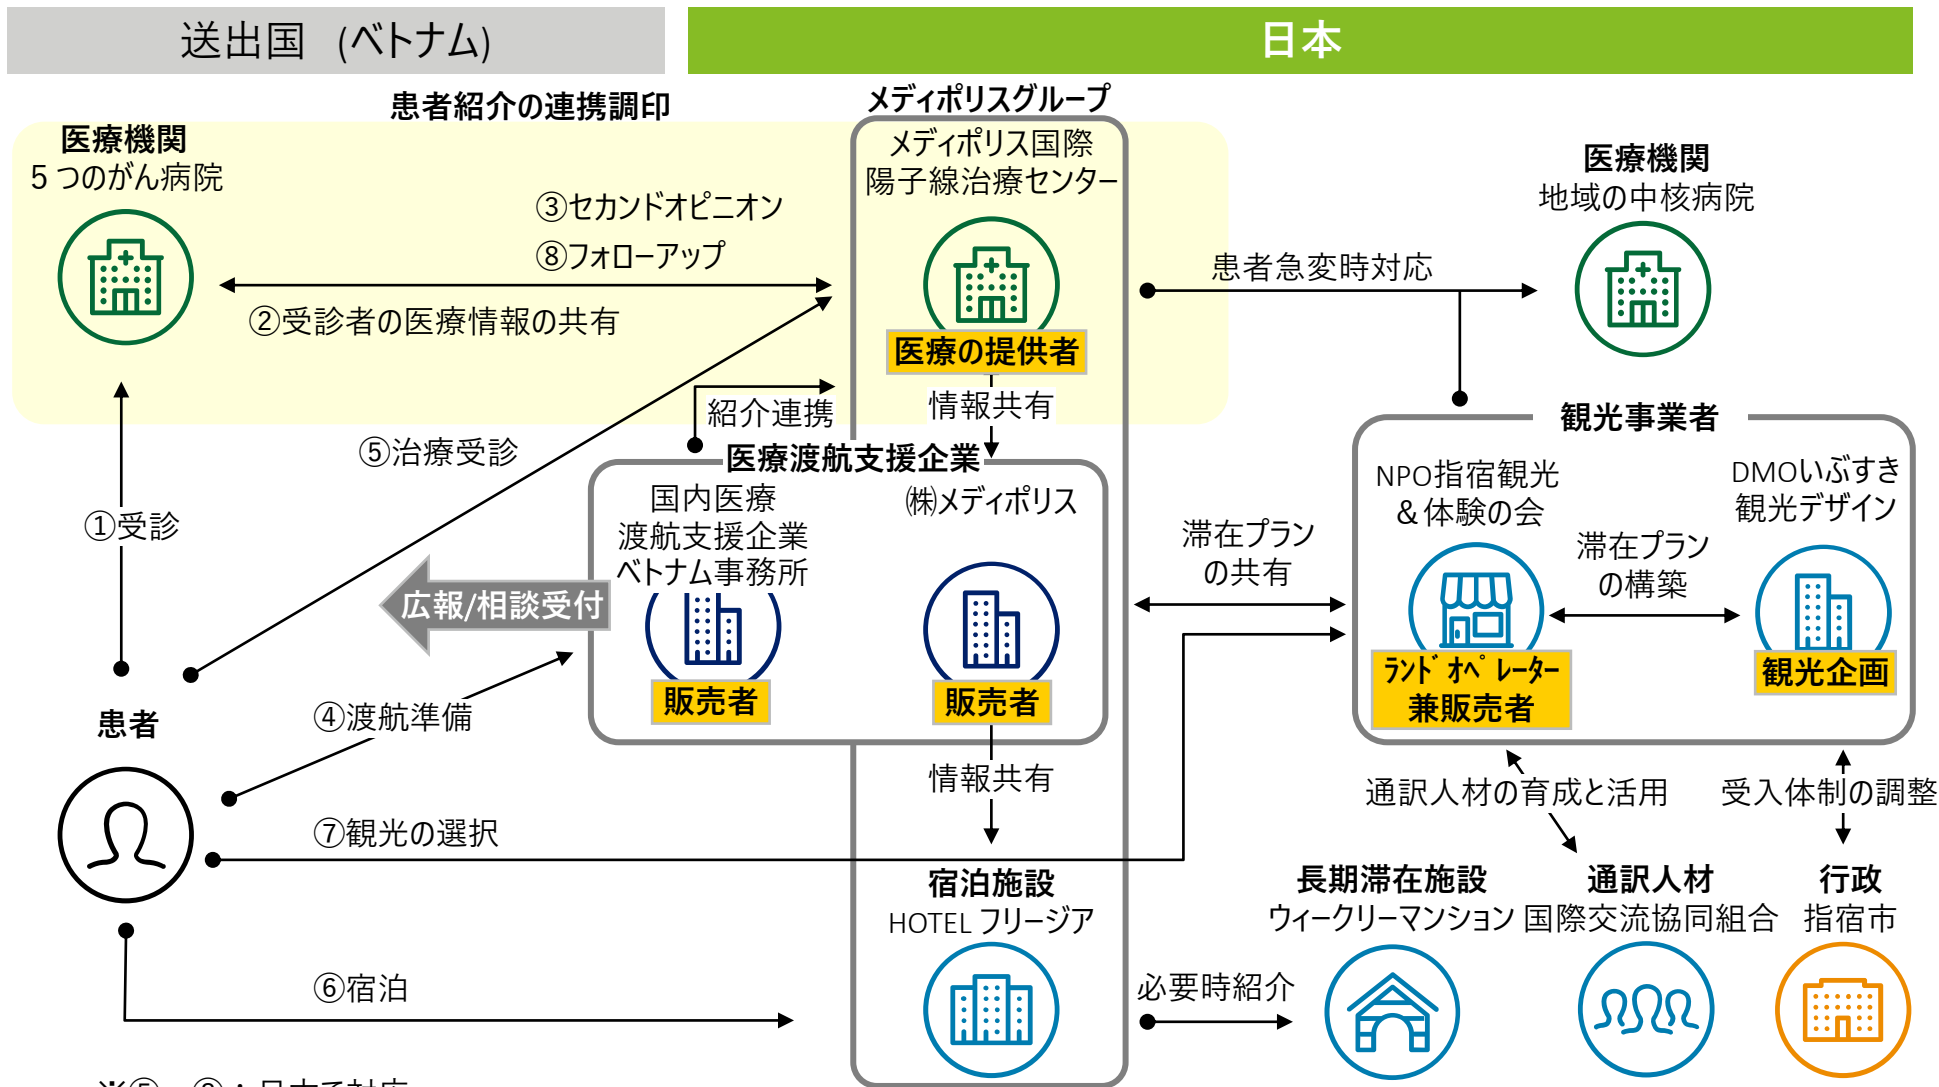 送出国 (ベトナム)
日本
患者紹介の連携調印
メディポリスグループ
医療機関
5つのがん病院
メディポリス国際
陽子線治療センター
医療機関
地域の中核病院
③セカンドオピニオン
⑧フォローアップ
②受診者の医療情報の共有
患者急変時対応
医療の提供者
情報共有
紹介連携
⑤治療受診
①受診
医療渡航支援企業
国内医療
渡航支援企業
ベトナム事務所
㈱メディポリス
広報/相談受付
販売者
販売者
滞在プラン
の共有
観光事業者
NPO指宿観光
&体験の会
DMOいぶすき
観光デザイン
滞在プラン
の構築
ランドオペレーター
兼販売者
観光企画
患者
④渡航準備
情報共有
通訳人材の育成と活用
受入体制の調整
⑦観光の選択
宿泊施設
HOTEL フリージア
長期滞在施設
ウィークリーマンション
通訳人材
国際交流協同組合
行政
指宿市
⑥宿泊
必要時紹介